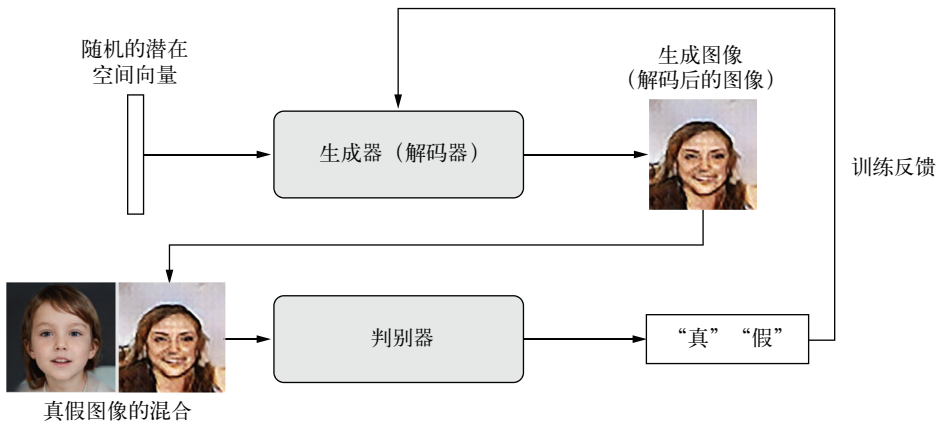 随机的潜在
空间向量
生成器（解码器）
生成图像
（解码后的图像）
训练反馈
判别器
“真”“假”
真假图像的混合